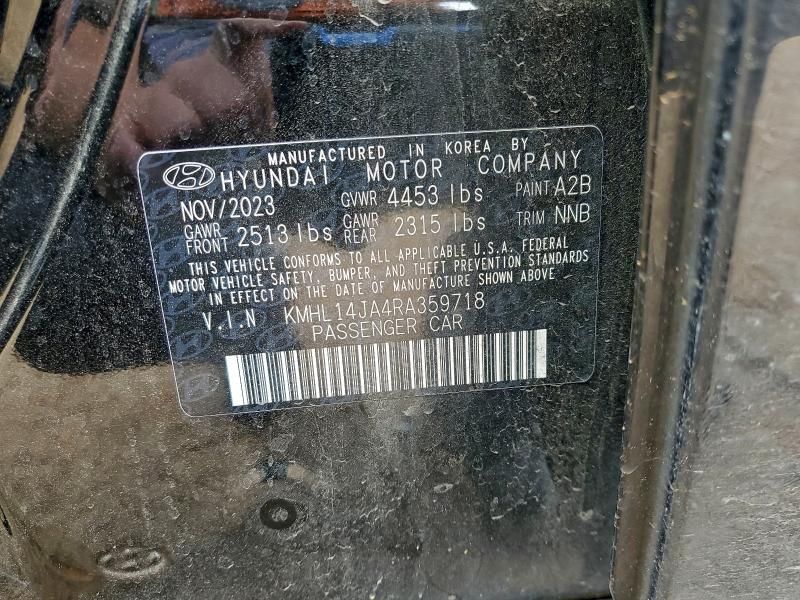 MANUFACTURED IN KOREA BY
HYUNDAI MOTOR COMPANY
NOV/2023 GVWR 4453 lbs PAINT A2B
GAWR FRONT 2513 lbs GAWR REAR 2315 lbs TRIM NNB
THIS VEHICLE CONFORMS TO ALL APPLICABLE U.S.A. FEDERAL
MOTOR VEHICLE SAFETY, BUMPER, AND THEFT PREVENTION STANDARDS
IN EFFECT ON THE DATE OF MANUFACTURE SHOWN ABOVE
V.I.N KMHL14JA4RA359718
PASSENGER CAR